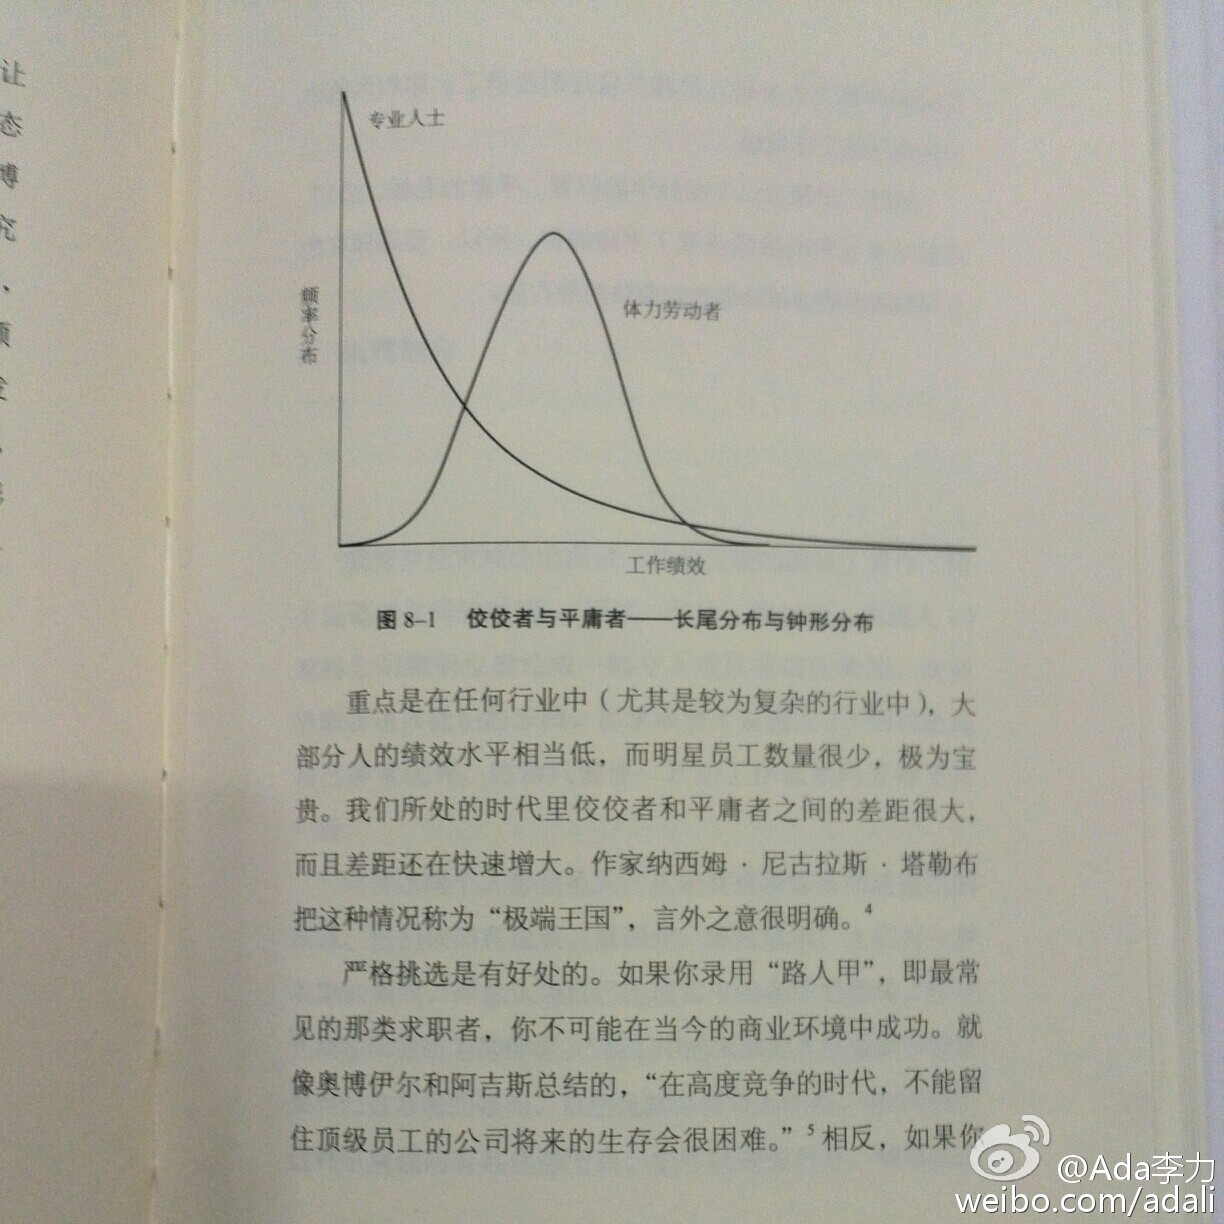 让
态
博
究
、
顾
专业人士
体力劳动者
频率分布
工作绩效
图 8–1 佼佼者与平庸者——长尾分布与钟形分布
重点是在任何行业中（尤其是较为复杂的行业中），大
部分人的绩效水平相当低，而明星员工数量很少，极为宝
贵。我们所处的时代里佼佼者和平庸者之间的差距很大，
而且差距还在快速增大。作家纳西姆·尼古拉斯·塔勒布
把这种情况称为“极端王国”，言外之意很明确。4
严格挑选是有好处的。如果你录用“路人甲”，即最常
见的那类求职者，你不可能在当今的商业环境中成功。就
像奥博伊尔和阿吉斯总结的，“在高度竞争的时代，不能留
住顶级员工的公司将来的生存会很困难。”5相反，如果你
@Ada李力
weibo.com/adali